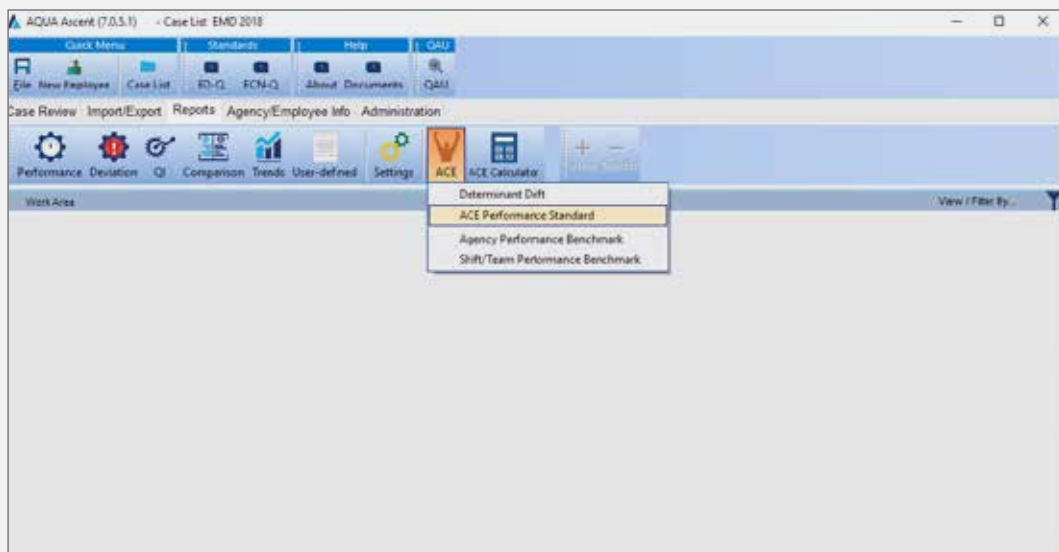 AQUA Ascent (7.0.5.1) - Case List: EMD 2018
Quick Menu Standards Help QAU
File New Employee Case List ED-Q ECN-Q About Documents QAU
Case Review Import/Export Reports Agency/Employee Info Administration
Performance Deviation QI Comparison Trends User-defined Settings ACE ACE Calculator
Work Area View / Filter By...
Determinant Drift
ACE Performance Standard
Agency Performance Benchmark
Shift/Team Performance Benchmark